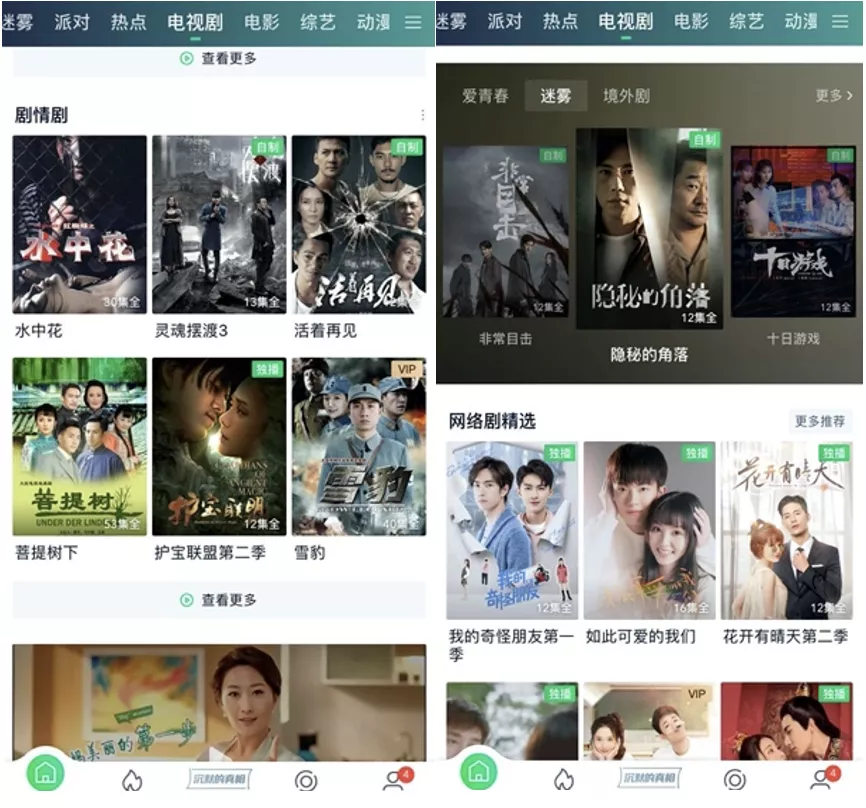 迷雾 派对 热点 电视剧 电影 综艺 动漫
查看更多
剧情剧
自制
自制
水中花
30集全
13集全
活着再见
水中花
灵魂摆渡3
活着再见
独播
VIP
菩提树
UNDER DER LINDEN
53集全
GUARDIANS OF ANCIENT MAGIC
护宝联盟
12集全
雪豹
40集全
菩提树下
护宝联盟第二季
雪豹
查看更多
最美丽的第一步
沉默的真相
4
迷雾 派对 热点 电视剧 电影 综艺 动漫
爱青春 迷雾 境外剧 更多
自制
自制
自制
非常目击
隐秘的角落
十日游戏
12集全
12集全
12集全
非常目击
隐秘的角落
十日游戏
网络剧精选
更多推荐
独播
独播
独播
花开有晴天
我的奇怪朋友
12集全
16集全
12集全
我的奇怪朋友第一季
如此可爱的我们
花开有晴天第二季
独播
VIP
独播
沉默的真相
4